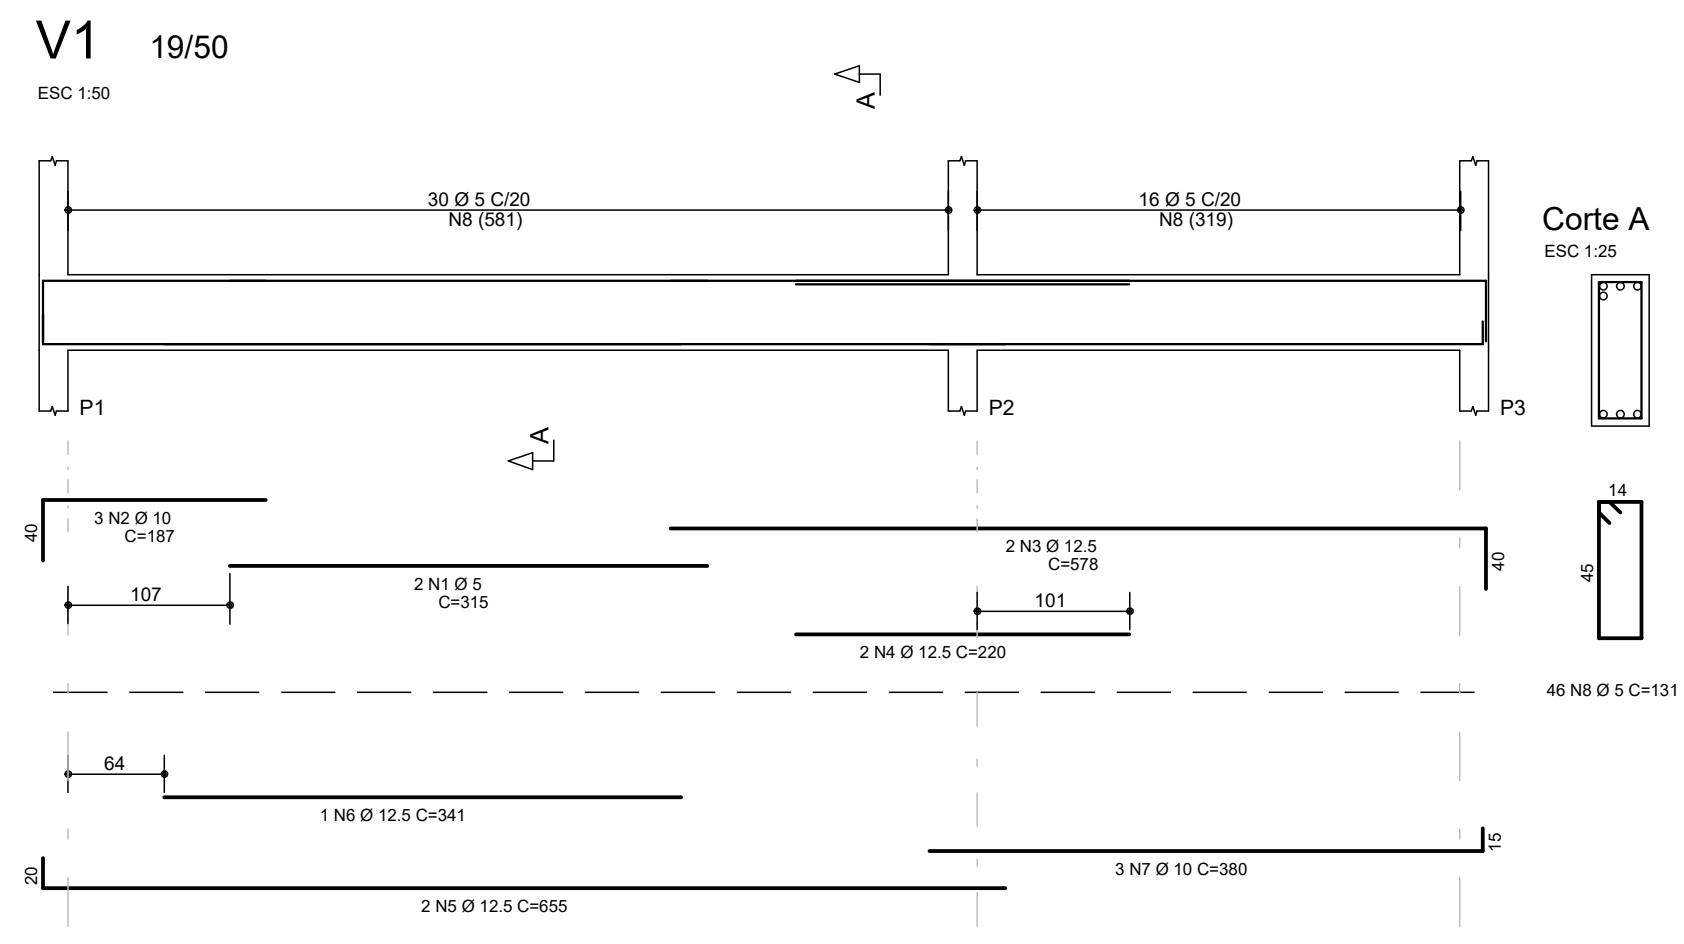 V1 19/50
ESC 1:50
A
30 Ø 5 C/20
N8 (581)
16 Ø 5 C/20
N8 (319)
Corte A
ESC 1:25
P1
P2
P3
A
40
3 N2 Ø 10
C=187
2 N3 Ø 12.5
C=578
40
14
45
107
2 N1 Ø 5
C=315
101
2 N4 Ø 12.5 C=220
46 N8 Ø 5 C=131
64
1 N6 Ø 12.5 C=341
15
3 N7 Ø 10 C=380
20
2 N5 Ø 12.5 C=655